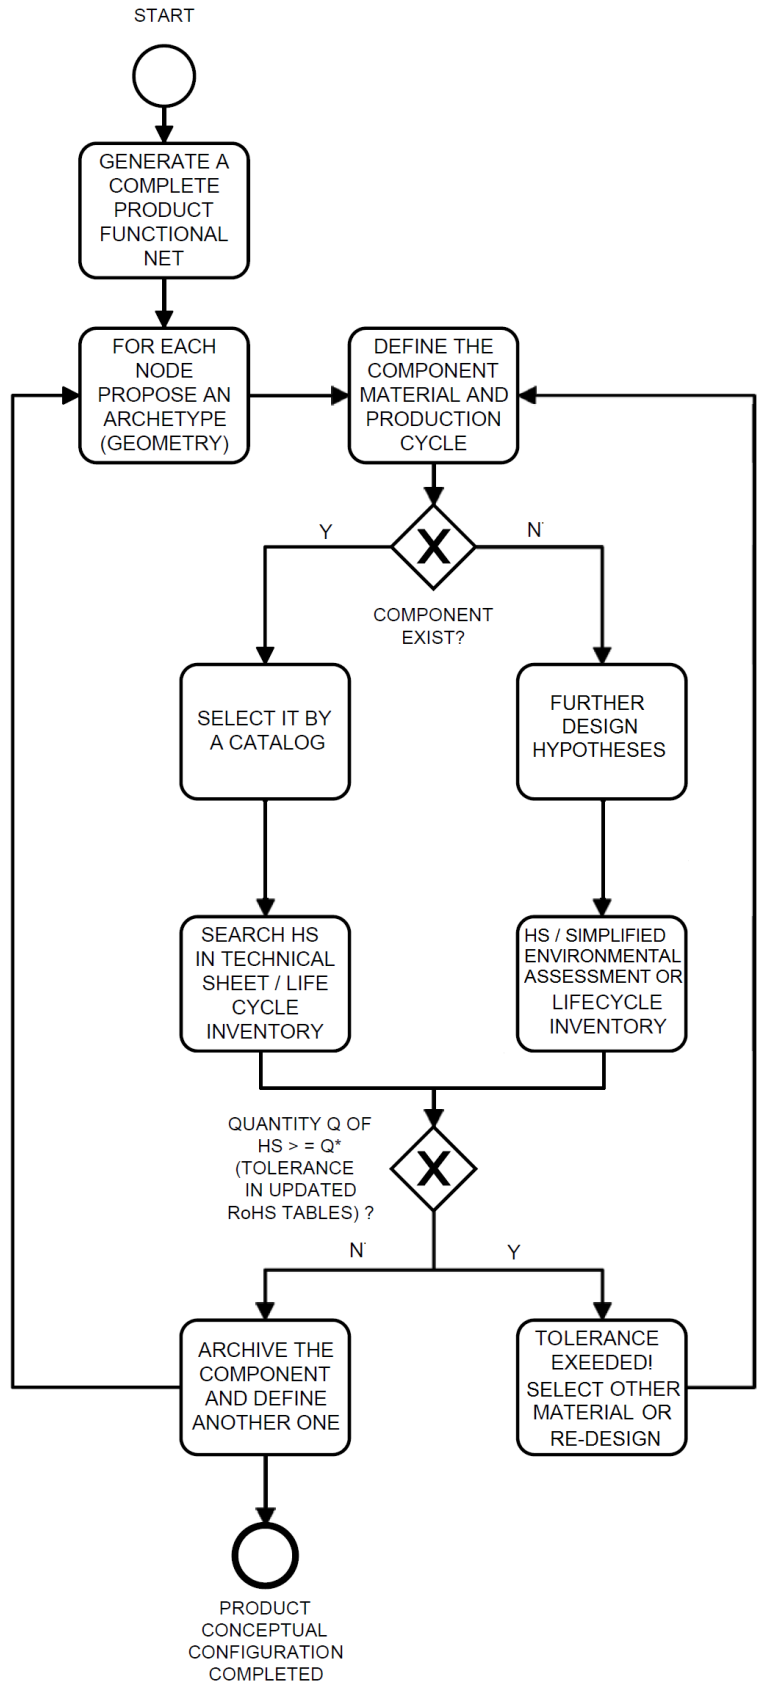 START
GENERATE A
COMPLETE
PRODUCT
FUNCTIONAL
NET
FOR EACH
NODE
PROPOSE AN
ARCHETYPE
(GEOMETRY)
DEFINE THE
COMPONENT
MATERIAL AND
PRODUCTION
CYCLE
Y
X
N
COMPONENT
EXIST?
SELECT IT BY
A CATALOG
FURTHER
DESIGN
HYPOTHESES
SEARCH HS
IN TECHNICAL
SHEET / LIFE
CYCLE
INVENTORY
HS / SIMPLIFIED
ENVIRONMENTAL
ASSESSMENT OR
LIFECYCLE
INVENTORY
QUANTITY Q OF
HS > = Q*
(TOLERANCE
IN UPDATED
RoHS TABLES) ?
X
N
Y
ARCHIVE THE
COMPONENT
AND DEFINE
ANOTHER ONE
TOLERANCE
EXEEDED!
SELECT OTHER
MATERIAL OR
RE-DESIGN
PRODUCT
CONCEPTUAL
CONFIGURATION
COMPLETED